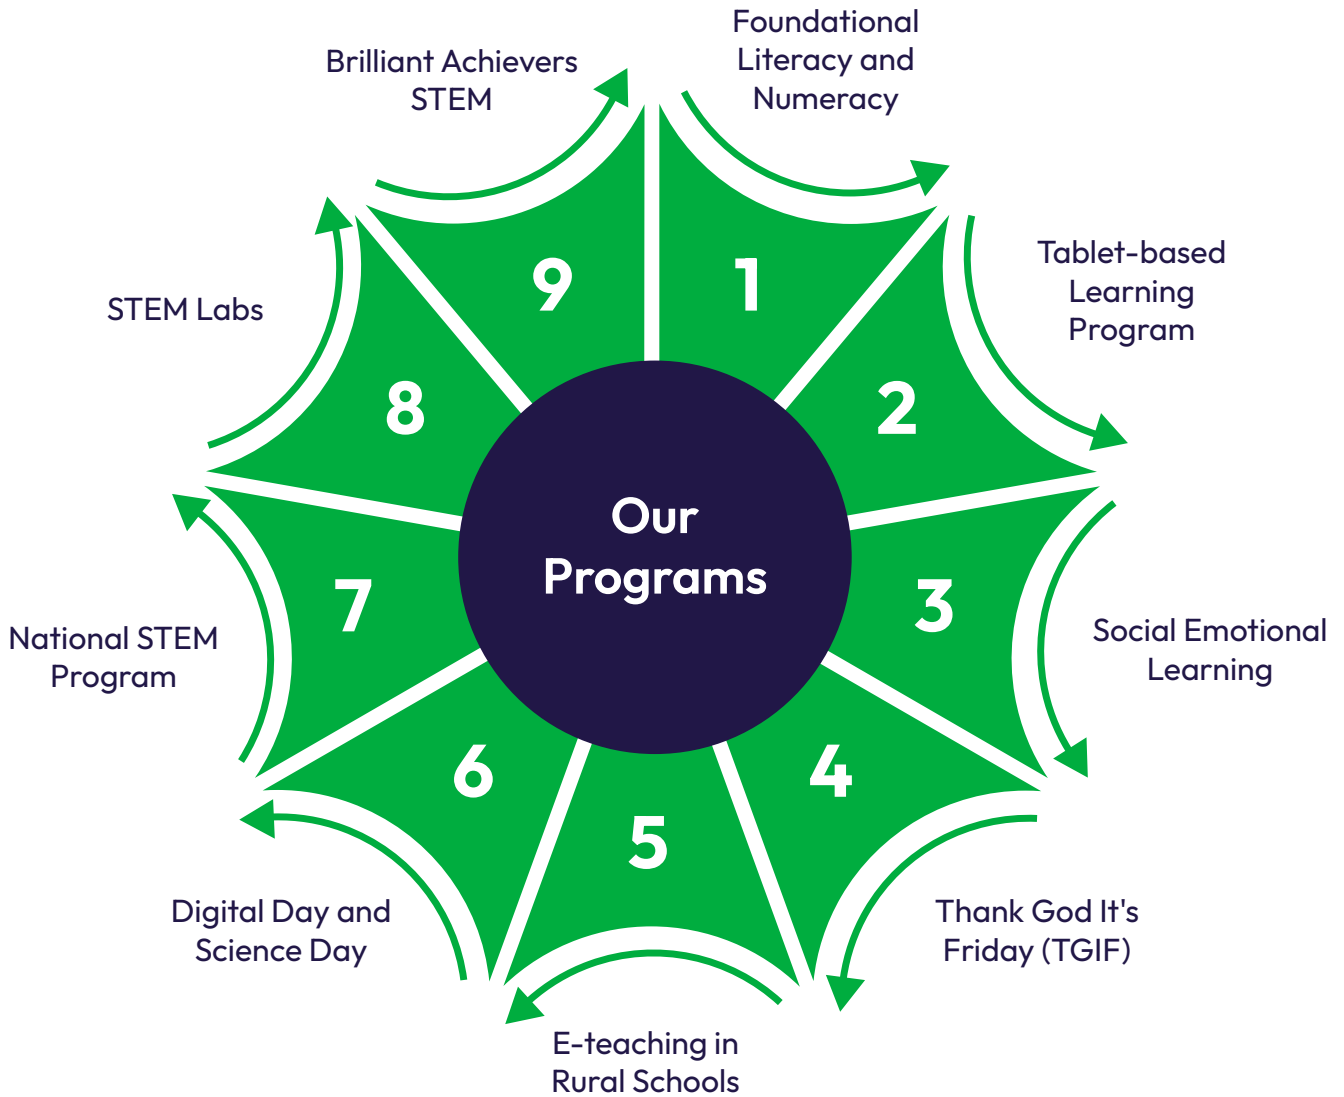 Our
Programs
1
Foundational
Literacy and
Numeracy
2
Tablet-based
Learning
Program
3
Social Emotional
Learning
4
Thank God It's
Friday (TGIF)
5
E-teaching in
Rural Schools
6
Digital Day and
Science Day
7
National STEM
Program
8
STEM Labs
9
Brilliant Achievers
STEM